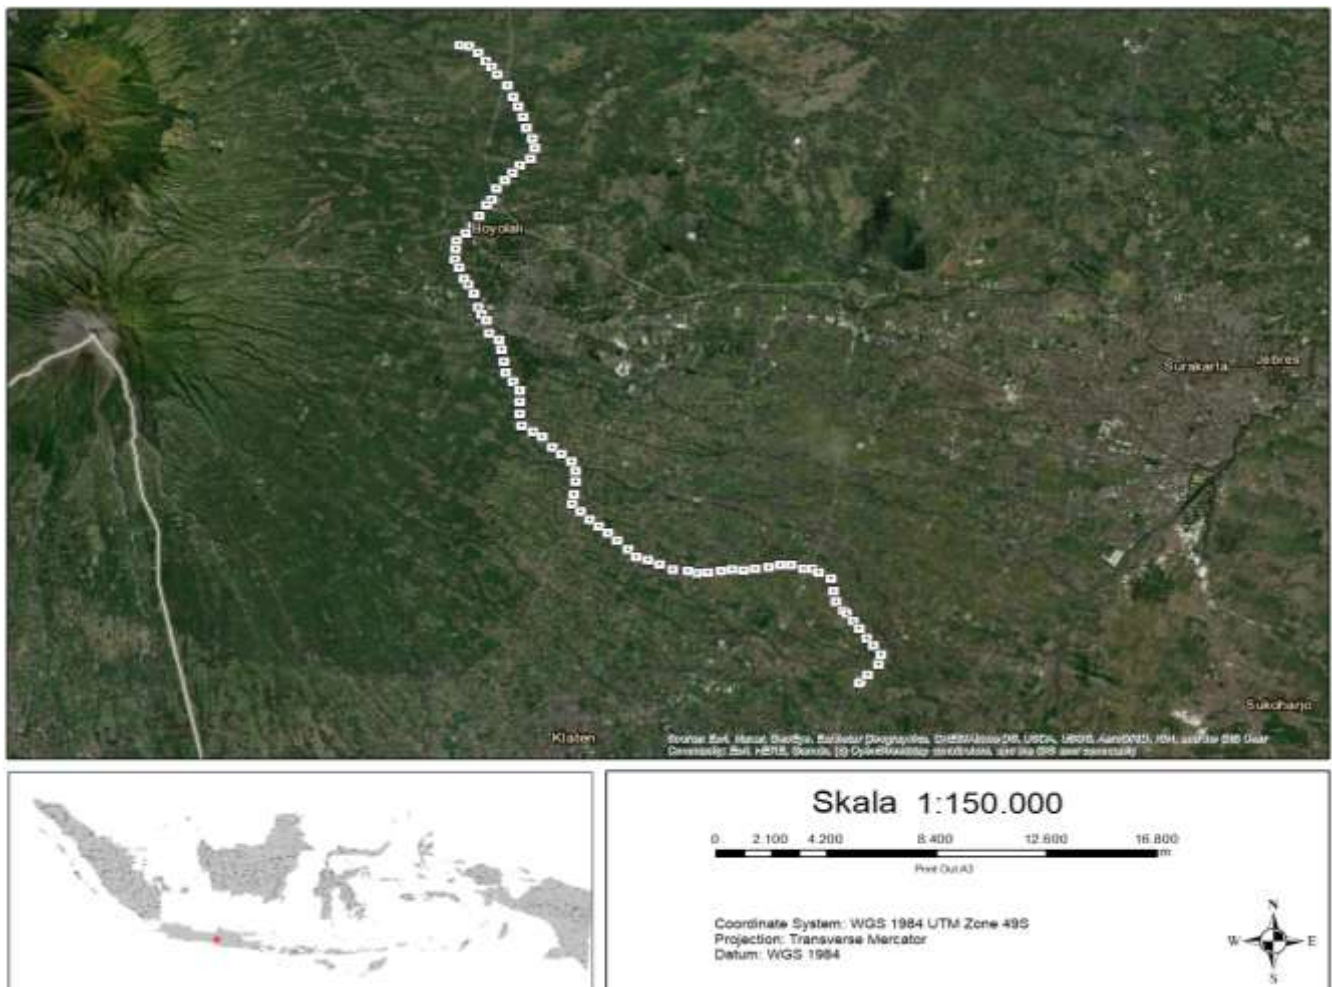 Boyolali
Surakarta
Jebres
Sukoharjo
Klaten
Skala 1:150.000
0 2.100 4.200 8.400 12.600 16.800
m
Print Out A3
Coordinate System: WGS 1984 UTM Zone 49S
Projection: Transverse Mercator
Datum: WGS 1984
N
W E
S